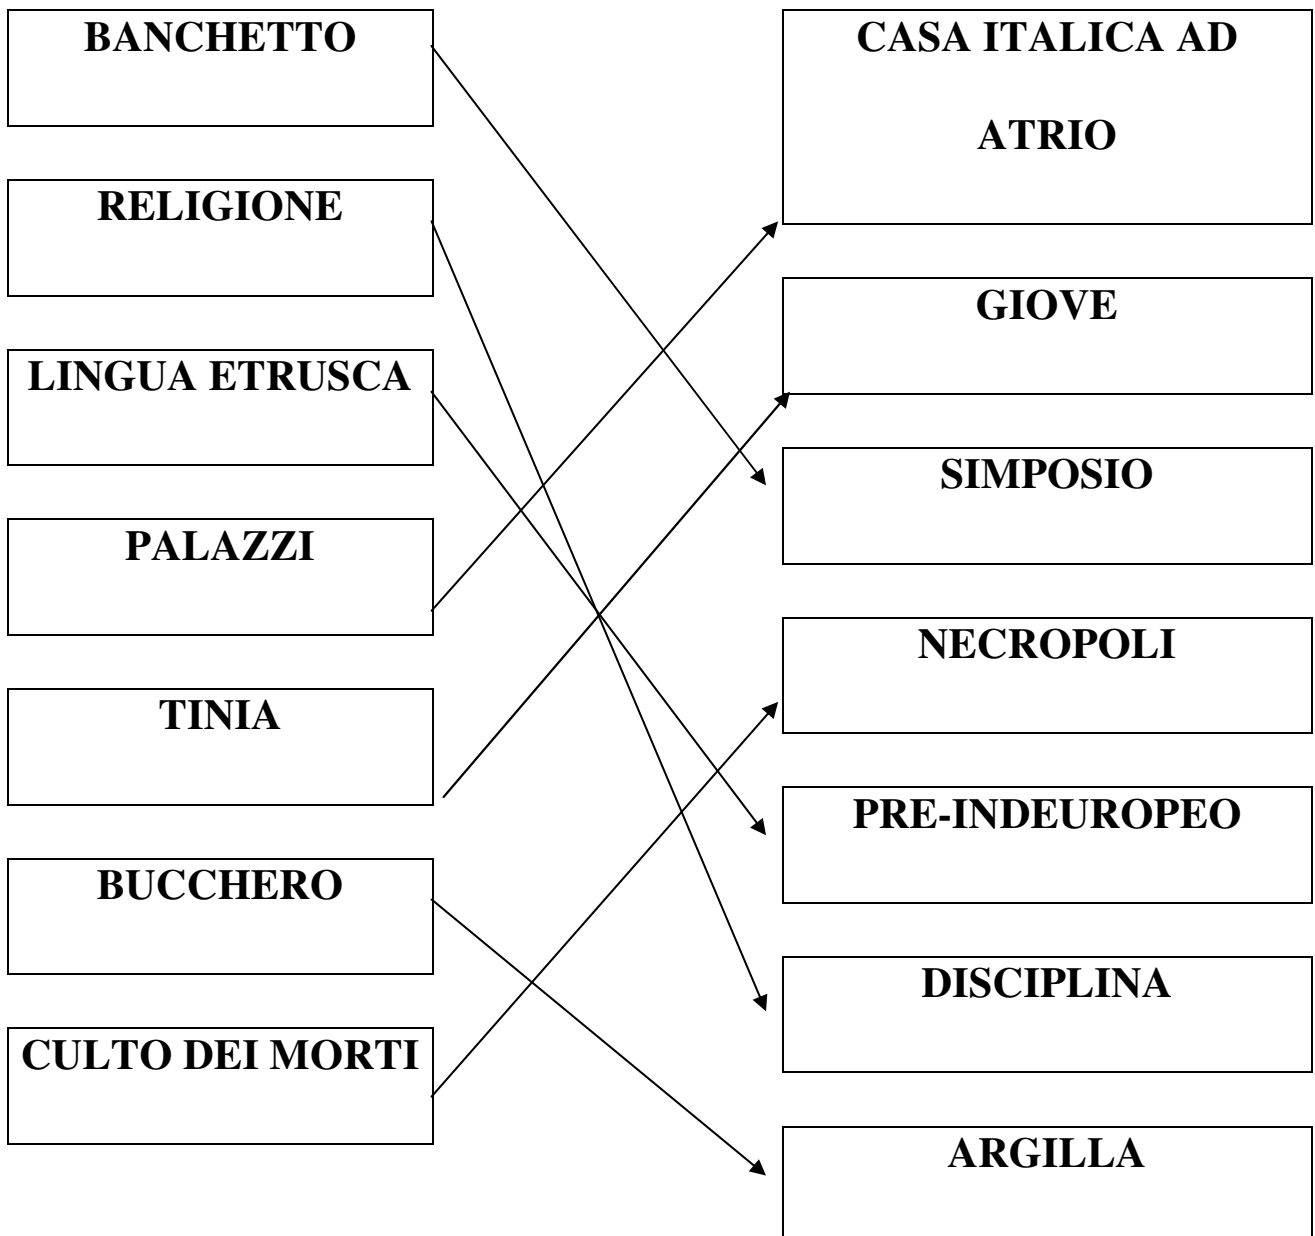 BANCHETTO
RELIGIONE
LINGUA ETRUSCA
PALAZZI
TINIA
BUCCHERO
CULTO DEI MORTI
CASA ITALICA AD
ATRIO
GIOVE
SIMPOSIO
NECROPOLI
PRE-INDEUROPEO
DISCIPLINA
ARGILLA